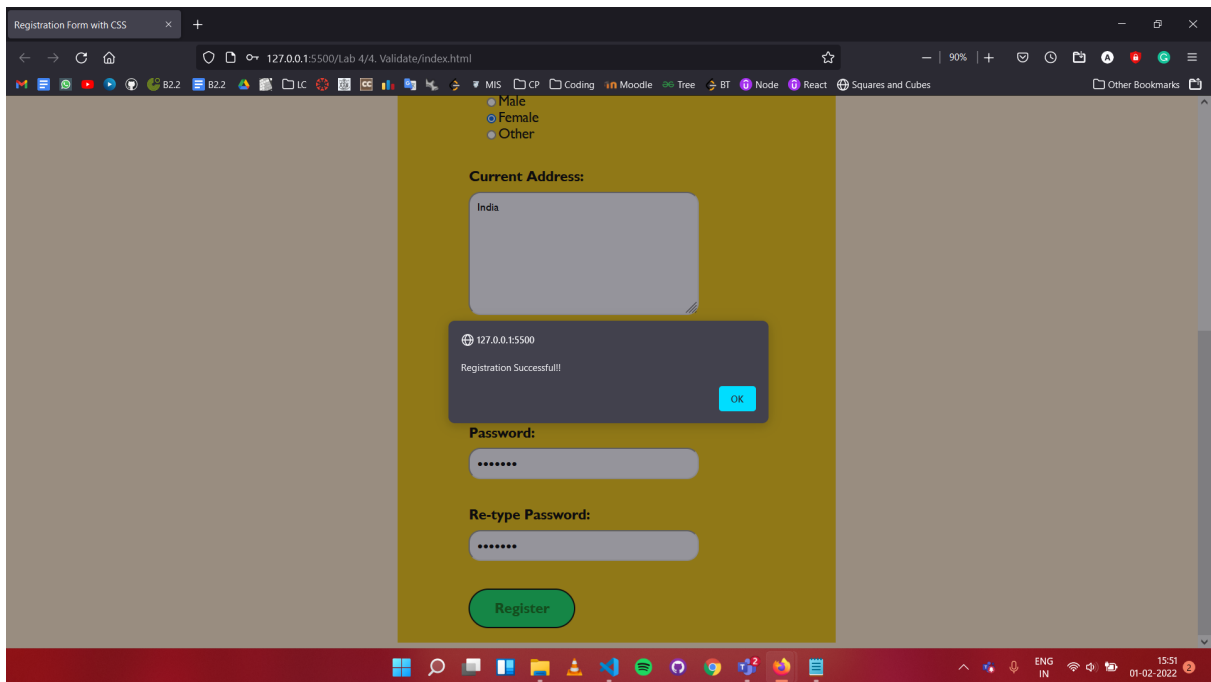 Registration Form with CSS
127.0.0.1:5500/Lab 4/4. Validate/index.html
90%
B2.2
B2.2
LC
CC
MIS
CP
Coding
Moodle
Tree
BT
Node
React
Squares and Cubes
Other Bookmarks
Male
Female
Other
Current Address:
India
127.0.0.1:5500
Registration Successful!!
OK
Password:
•••••••
Re-type Password:
•••••••
Register
2
ENG
IN
15:51
01-02-2022
2